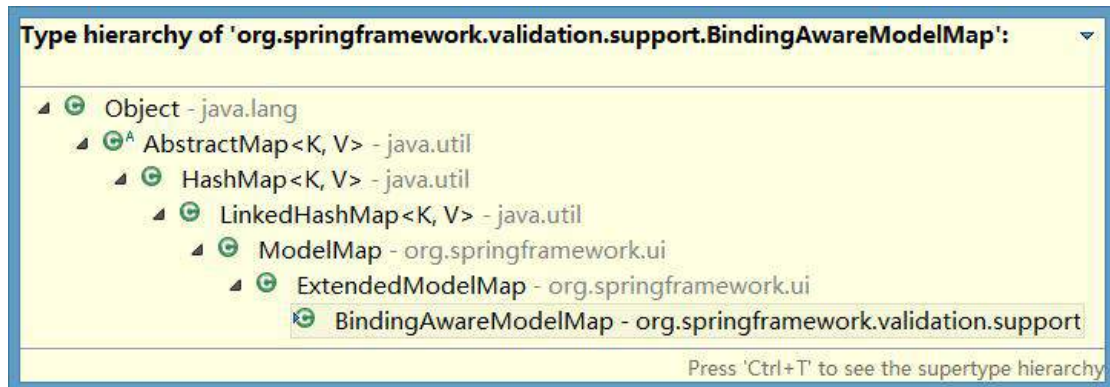 Type hierarchy of 'org.springframework.validation.support.BindingAwareModelMap':
Object - java.lang
AbstractMap<K, V> - java.util
HashMap<K, V> - java.util
LinkedHashMap<K, V> - java.util
ModelMap - org.springframework.ui
ExtendedModelMap - org.springframework.ui
BindingAwareModelMap - org.springframework.validation.support
Press 'Ctrl+T' to see the supertype hierarchy